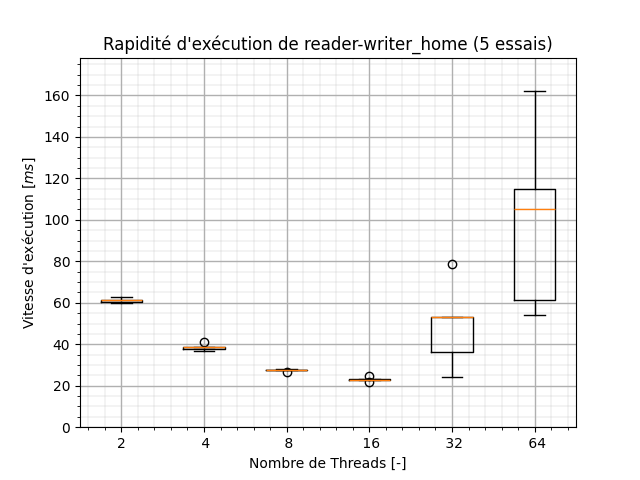 Rapidité d'exécution de reader-writer_home (5 essais)
Vitesse d'exécution [ms]
160
140
120
100
80
60
40
20
0
2 4 8 16 32 64
Nombre de Threads [-]